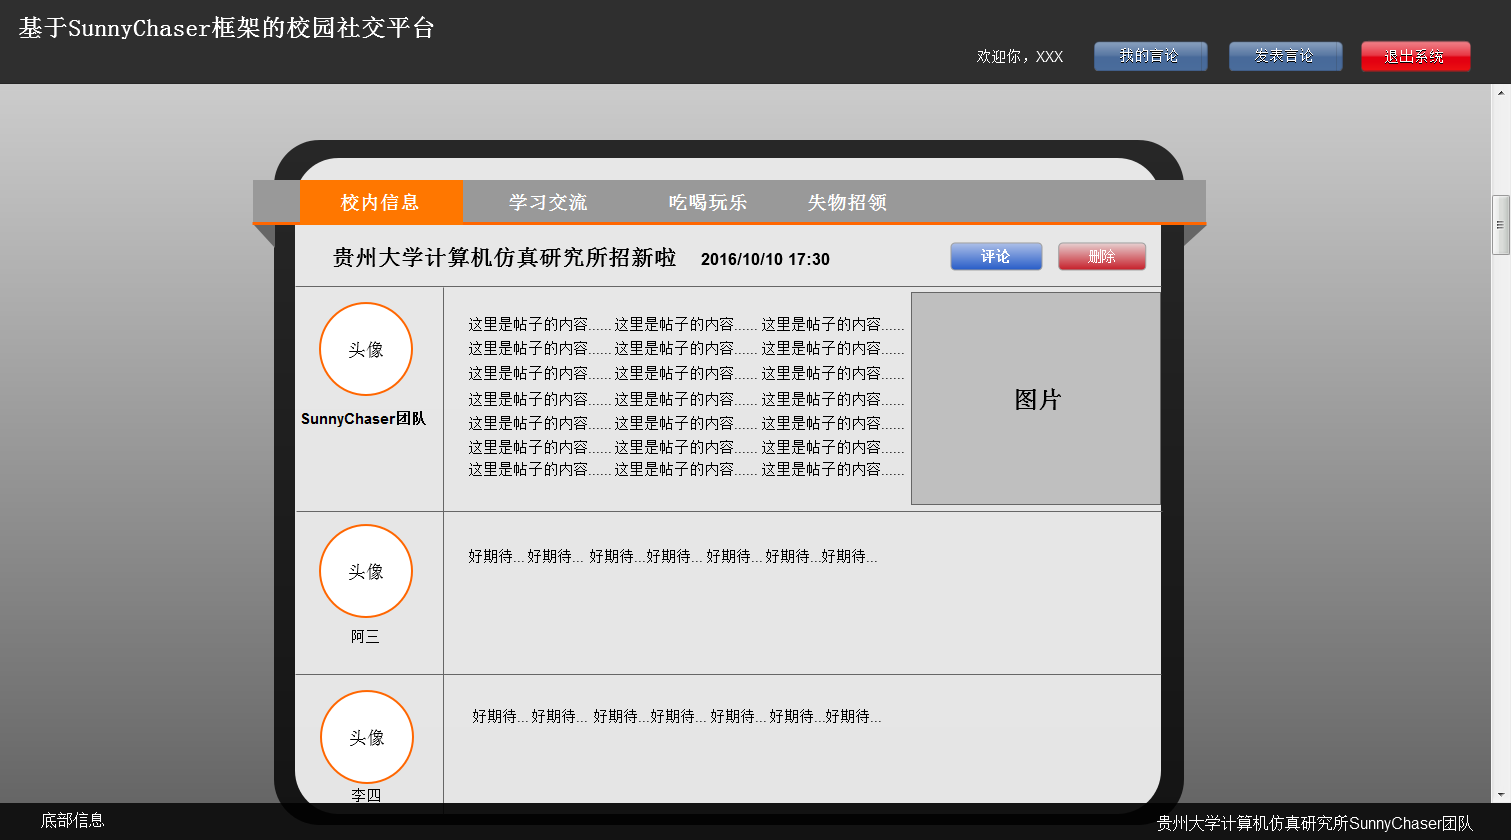 基于SunnyChaser框架的校园社交平台
欢迎你，XXX 我的言论 发表言论 退出系统
校内信息 学习交流 吃喝玩乐 失物招领
贵州大学计算机仿真研究所招新啦 2016/10/10 17:30 评论 删除
头像
SunnyChaser团队
这里是帖子的内容...... 这里是帖子的内容...... 这里是帖子的内容......
这里是帖子的内容...... 这里是帖子的内容...... 这里是帖子的内容......
这里是帖子的内容...... 这里是帖子的内容...... 这里是帖子的内容......
这里是帖子的内容...... 这里是帖子的内容...... 这里是帖子的内容......
这里是帖子的内容...... 这里是帖子的内容...... 这里是帖子的内容......
这里是帖子的内容...... 这里是帖子的内容...... 这里是帖子的内容......
这里是帖子的内容...... 这里是帖子的内容...... 这里是帖子的内容......
图片
头像
阿三
好期待... 好期待... 好期待...好期待... 好期待... 好期待...好期待...
头像
李四
好期待... 好期待... 好期待...好期待... 好期待... 好期待...好期待...
底部信息 贵州大学计算机仿真研究所SunnyChaser团队